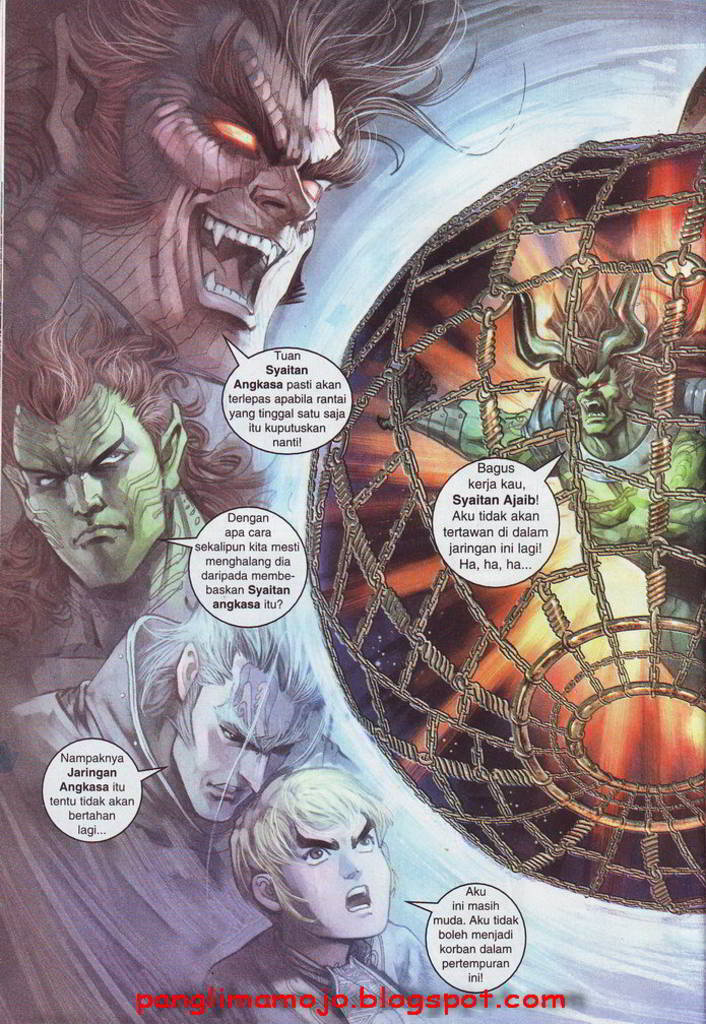 Tuan
Syaitan
Angkasa pasti akan
terlepas apabila rantai
yang tinggal satu saja
itu kuputuskan
nanti!
Bagus
kerja kau,
Syaitan Ajaib!
Aku tidak akan
tertawan di dalam
jaringan ini lagi!
Ha, ha, ha...
Dengan
apa cara
sekalipun kita mesti
menghalang dia
daripada membe-
baskan Syaitan
angkasa itu?
Nampaknya
Jaringan
Angkasa itu
tentu tidak akan
bertahan
lagi...
Aku
ini masih
muda. Aku tidak
boleh menjadi
korban dalam
pertempuran
ini!
panglimamojo.blogspot.com